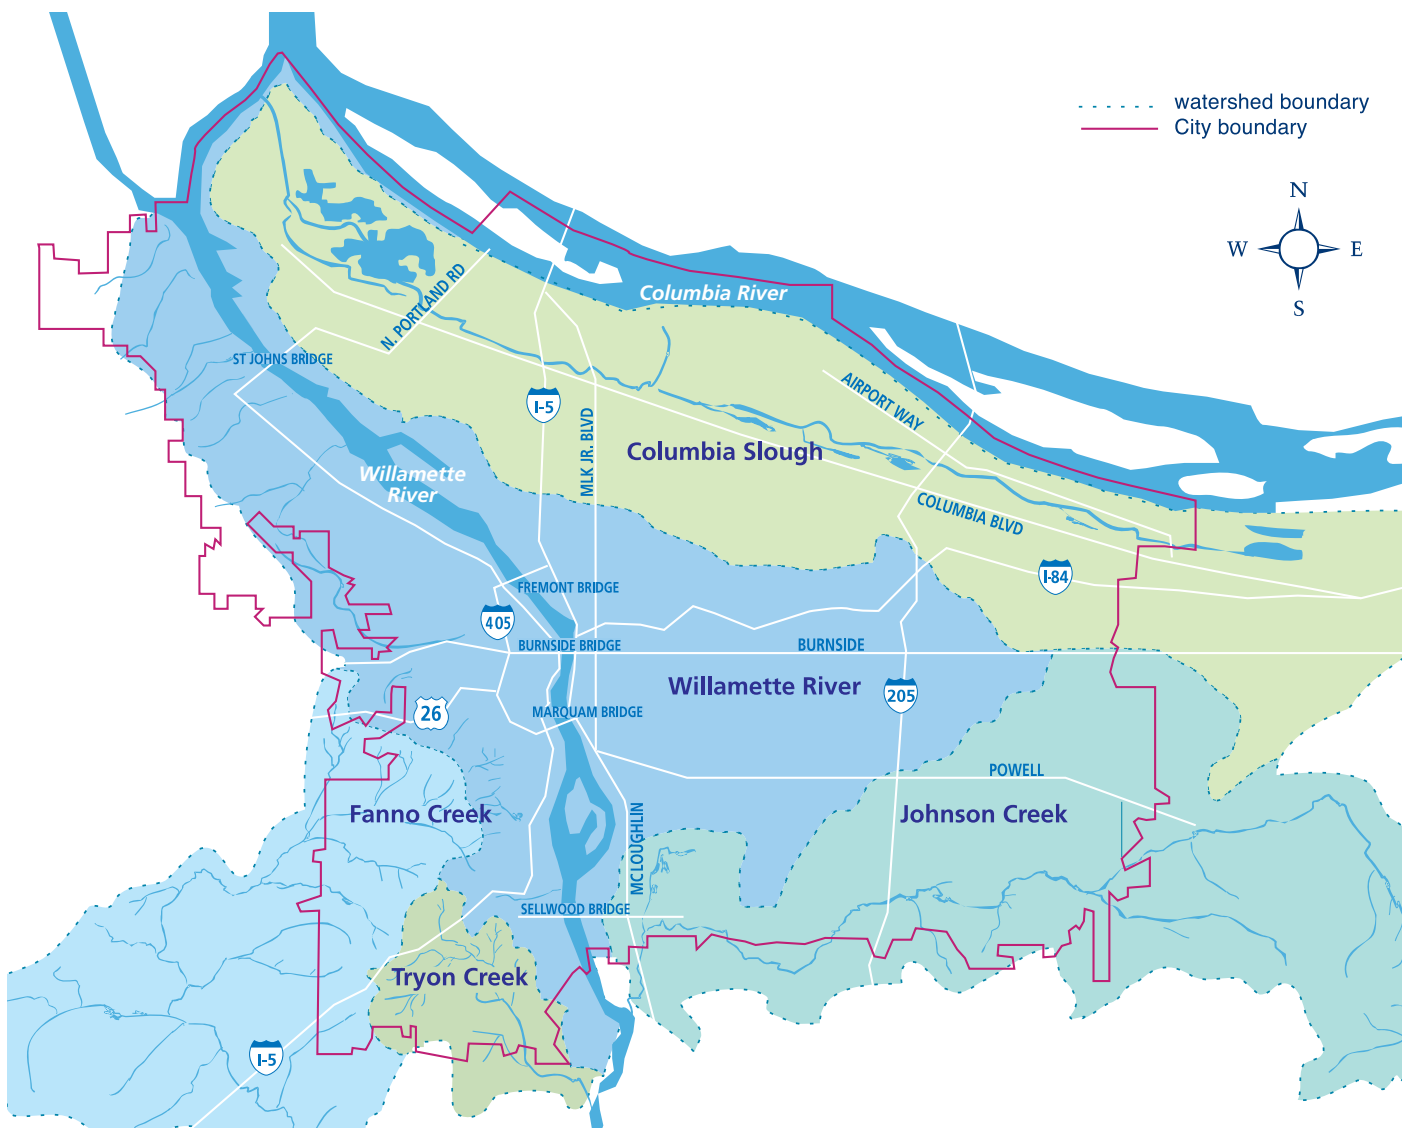 watershed boundary
City boundary
N
W
E
S
Columbia River
N. PORTLAND RD
ST JOHNS BRIDGE
AIRPORT WAY
I-5
MLK JR. BLVD
Columbia Slough
Willamette
River
COLUMBIA BLVD
I-84
FREMONT BRIDGE
405
BURNSIDE BRIDGE
BURNSIDE
Willamette River
205
26
MARQUAM BRIDGE
POWELL
Fanno Creek
Johnson Creek
MCLOUGHLIN
SELLWOOD BRIDGE
Tryon Creek
I-5